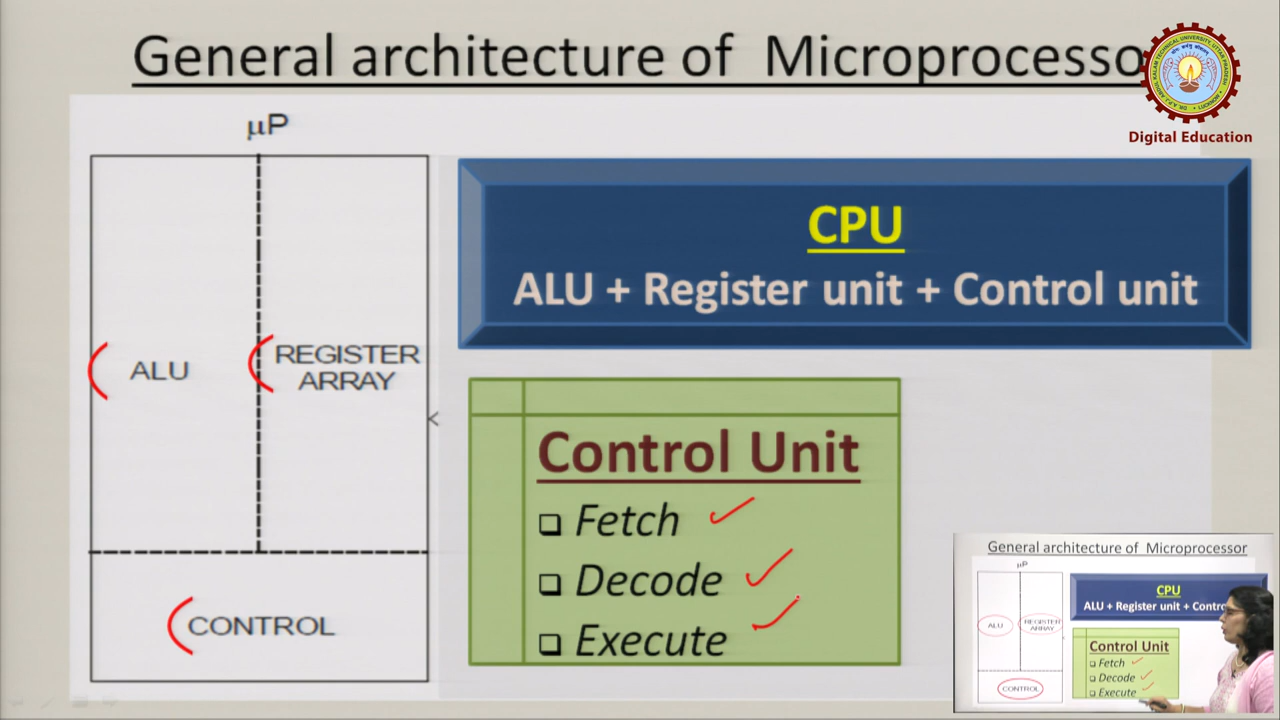 General architecture of Microprocesso
Digital Education
μP
ALU
REGISTER
ARRAY
CONTROL
CPU
ALU + Register unit + Control unit
Control Unit
Fetch
Decode
Execute
General architecture of Microprocessor
μP
ALU
REGISTER
ARRAY
CONTROL
CPU
ALU + Register unit + Contro
Control Unit
Fetch
Decode
Execute